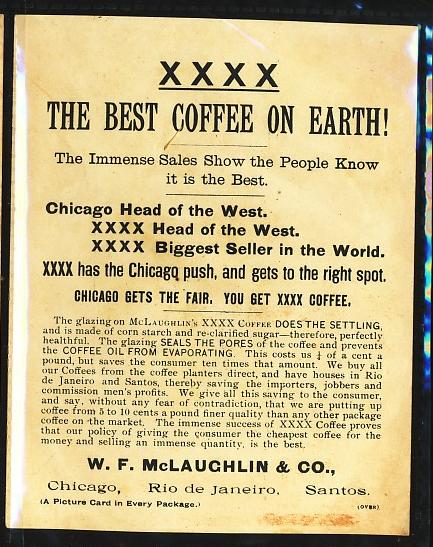 XXXX
THE BEST COFFEE ON EARTH!
The Immense Sales Show the People Know
it is the Best.
Chicago Head of the West.
XXXX Head of the West.
XXXX Biggest Seller in the World.
XXXX has the Chicago push, and gets to the right spot.
CHICAGO GETS THE FAIR. YOU GET XXXX COFFEE.
The glazing on MCLAUGHLIN'S XXXX COFFEE DOES THE SETTLING,
and is made of corn starch and re-clarified sugar—therefore, perfectly
healthful. The glazing SEALS THE PORES of the coffee and prevents
the COFFEE OIL FROM EVAPORATING. This costs us ¼ of a cent a
pound, but saves the consumer ten times that amount. We buy all
our Coffees from the coffee planters direct, and have houses in Rio
de Janeiro and Santos, thereby saving the importers, jobbers and
commission men's profits. We give all this saving to the consumer,
and say, without any fear of contradiction, that we are putting up
coffee from 5 to 10 cents a pound finer quality than any other package
coffee on the market. The immense success of XXXX Coffee proves
that our policy of giving the consumer the cheapest coffee for the
money and selling an immense quantity, is the best.
W. F. McLAUGHLIN & CO.,
Chicago, Rio de Janeiro, Santos.
(A Picture Card in Every Package.) (OVER)